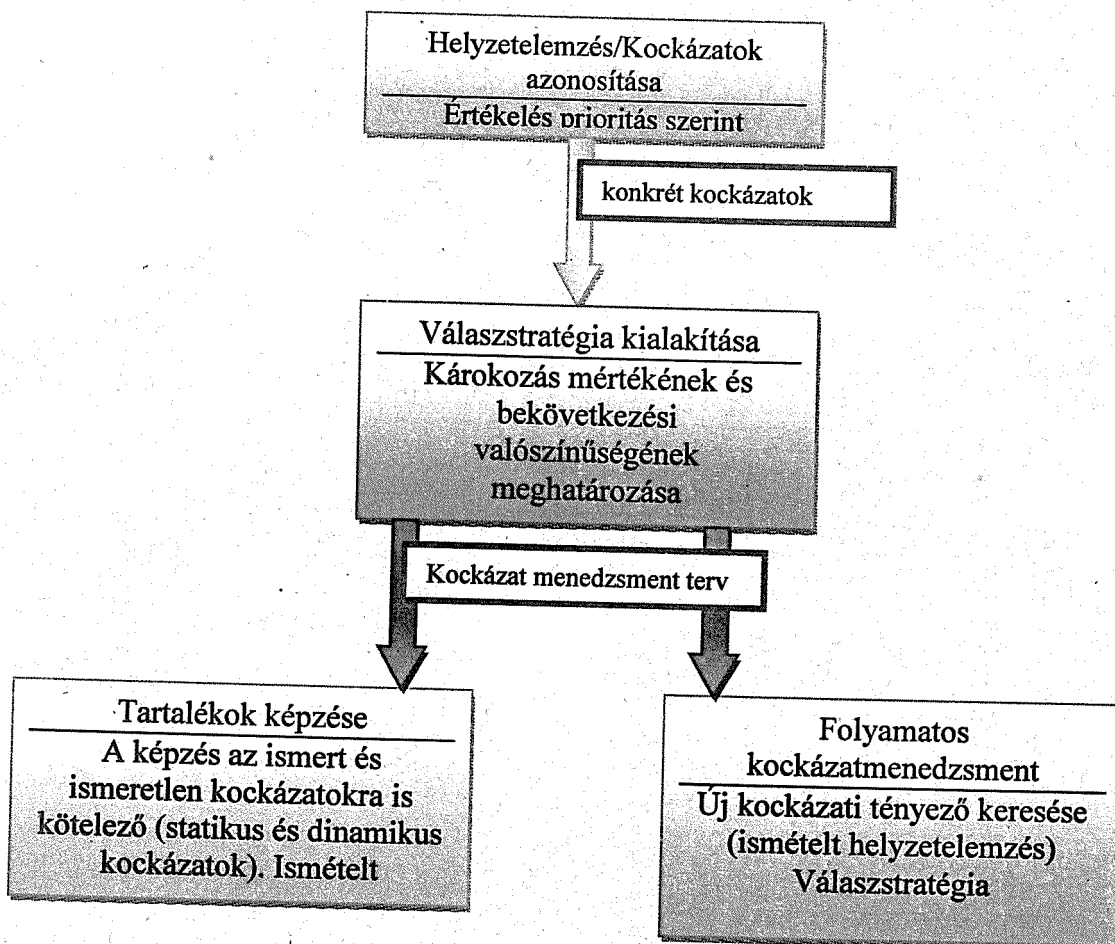 Helyzetelemzés/Kockázatok
azonosítása
Értékelés prioritás szerint
konkrét kockázatok
Válaszstratégia kialakítása
Károkozás mértékének és
bekövetkezési
valószínűségének
meghatározása
Kockázat menedzsment terv
Tartalékok képzése
A képzés az ismert és
ismeretlen kockázatokra is
kötelező (statikus és dinamikus
kockázatok). Ismételt
Folyamatos
kockázatmenedzsment
Új kockázati tényező keresése
(ismételt helyzetelemzés)
Válaszstratégia